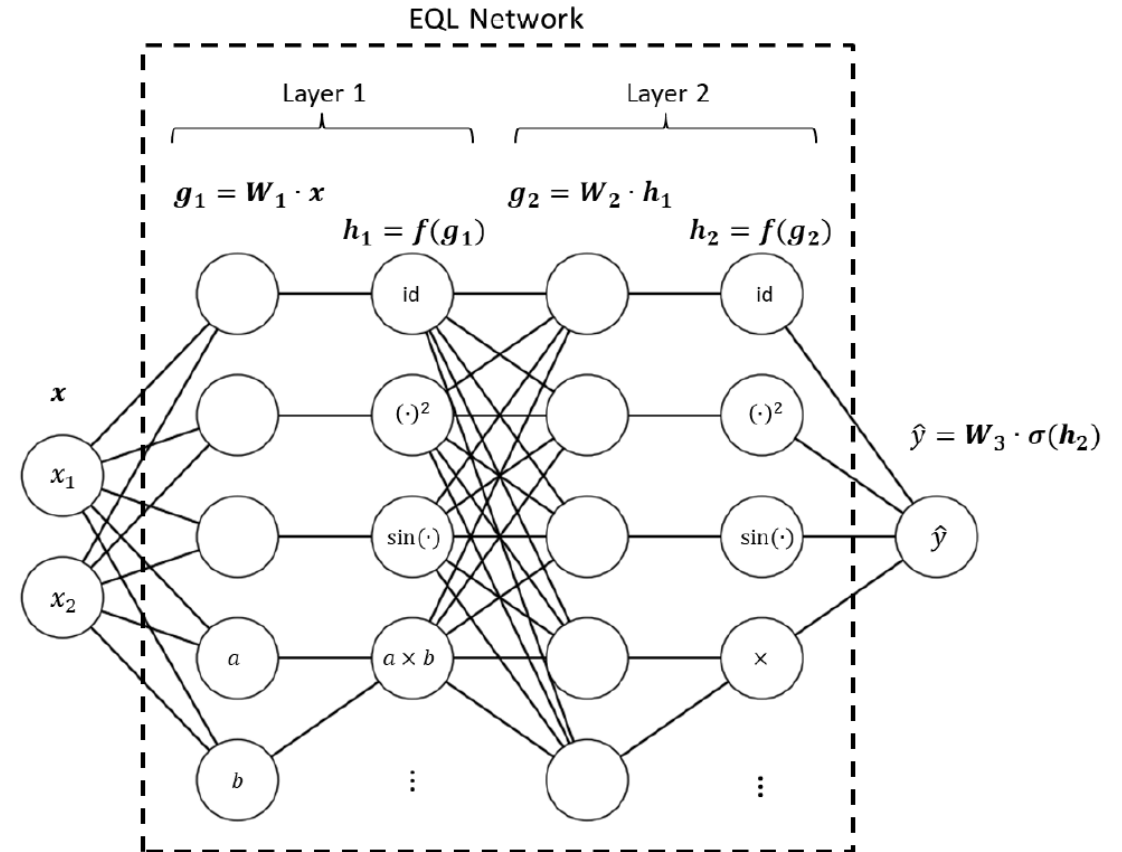 EQL Network
Layer 1
Layer 2
g₁ = W₁ · x
g₂ = W₂ · h₁
h₁ = f(g₁)
h₂ = f(g₂)
id
id
x
(·)²
(·)²
ŷ = W₃ · σ(h₂)
x₁
sin(·)
sin(·)
ŷ
x₂
a
a × b
×
b
⋮
⋮